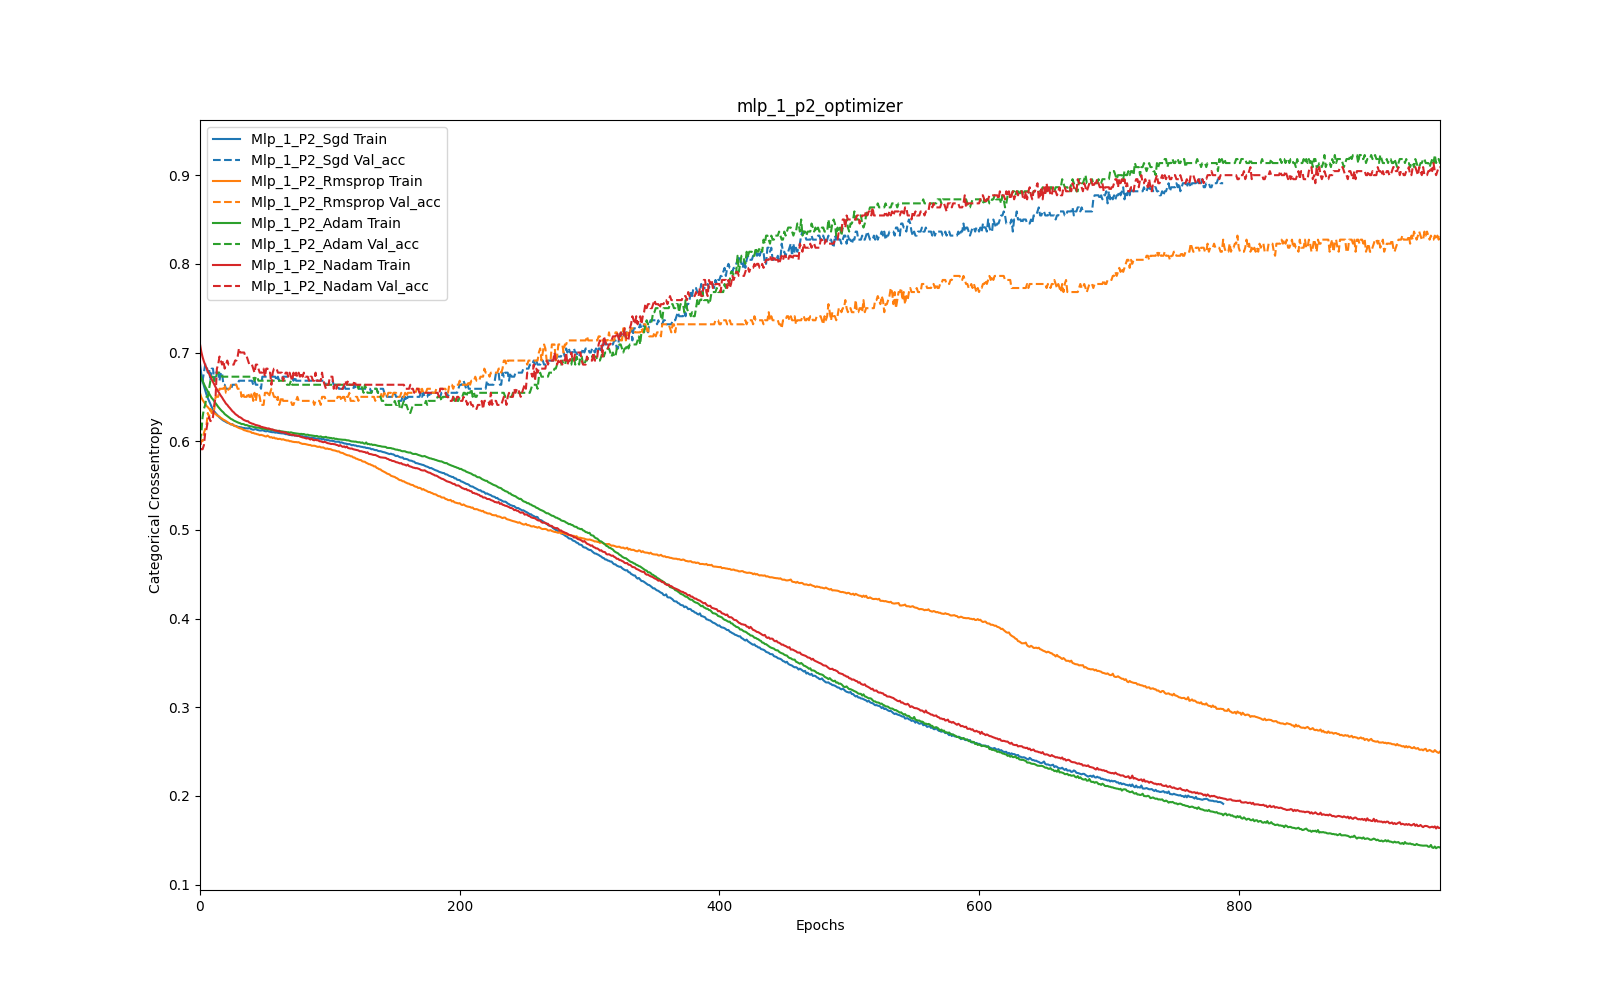 mlp_1_p2_optimizer
Mlp_1_P2_Sgd Train
Mlp_1_P2_Sgd Val_acc
Mlp_1_P2_Rmsprop Train
Mlp_1_P2_Rmsprop Val_acc
Mlp_1_P2_Adam Train
Mlp_1_P2_Adam Val_acc
Mlp_1_P2_Nadam Train
Mlp_1_P2_Nadam Val_acc
Categorical Crossentropy
0.9
0.8
0.7
0.6
0.5
0.4
0.3
0.2
0.1
0
200
400
600
800
Epochs